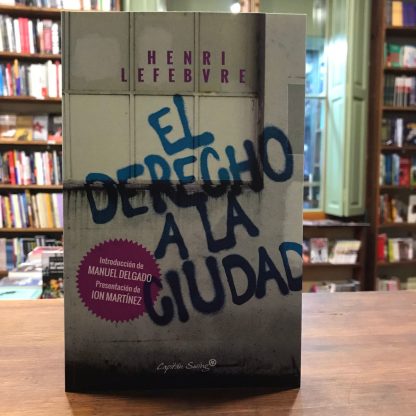 HENRI
LEFEBVRE
EL
DERECHO
A LA
CIUDAD
Introducción de
MANUEL DELGADO
Presentación de
ION MARTÍNEZ
Capitán Swing